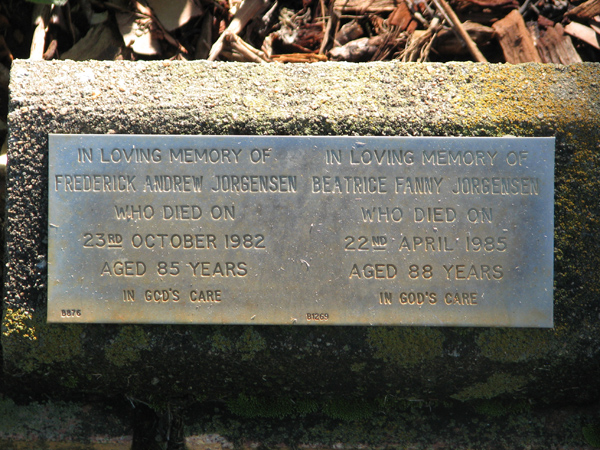 IN LOVING MEMORY OF
FREDERICK ANDREW JORGENSEN
WHO DIED ON
23RD OCTOBER 1982
AGED 85 YEARS
IN GOD'S CARE
B876
IN LOVING MEMORY OF
BEATRICE FANNY JORGENSEN
WHO DIED ON
22ND APRIL 1985
AGED 88 YEARS
IN GOD'S CARE
B1269